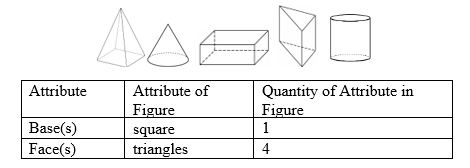 Attribute Attribute of Quantity of Attribute in
Figure Figure
Base(s) square 1
Face(s) triangles 4